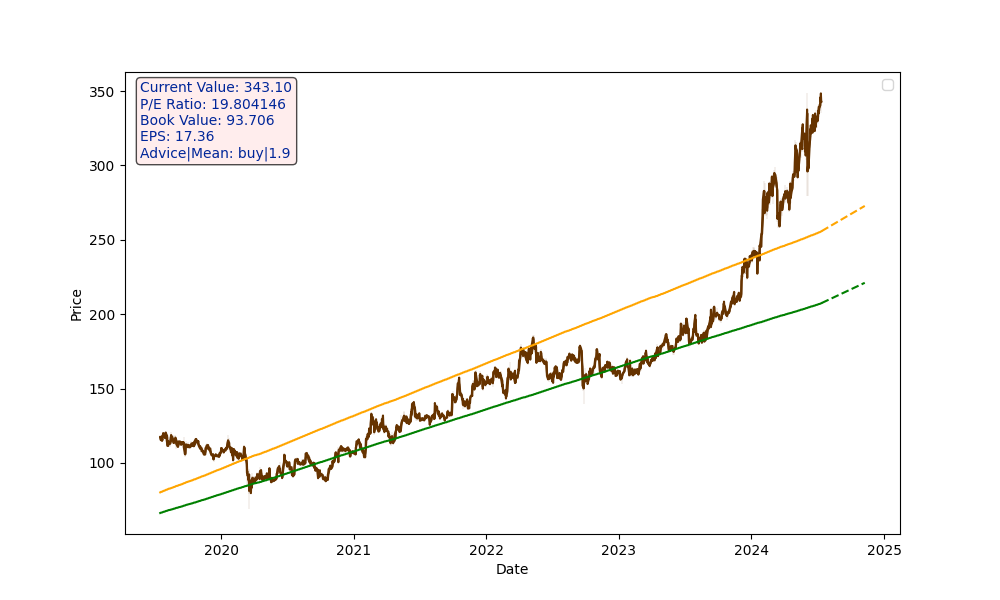 Current Value: 343.10
P/E Ratio: 19.804146
Book Value: 93.706
EPS: 17.36
Advice|Mean: buy|1.9
350
300
250
200
150
100
Price
2020 2021 2022 2023 2024 2025
Date